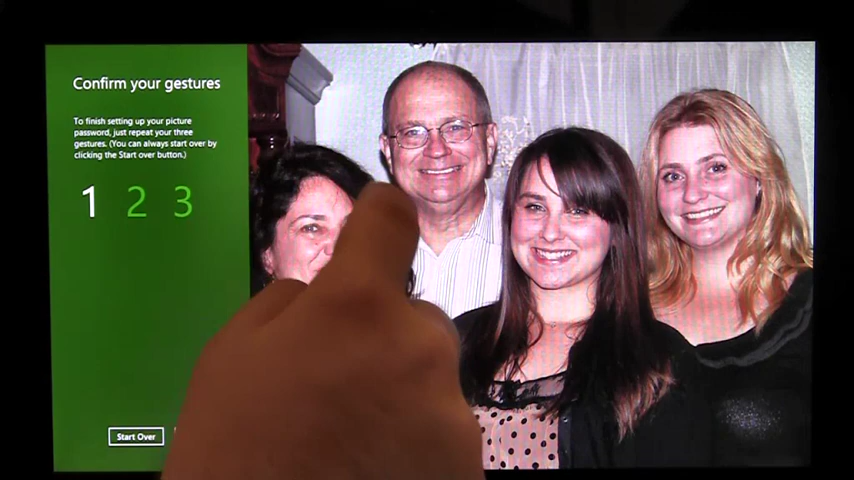 Confirm your gestures
To finish setting up your picture
password, just repeat your three
gestures. (You can always start over by
clicking the Start over button.)
1 2 3
Start Over